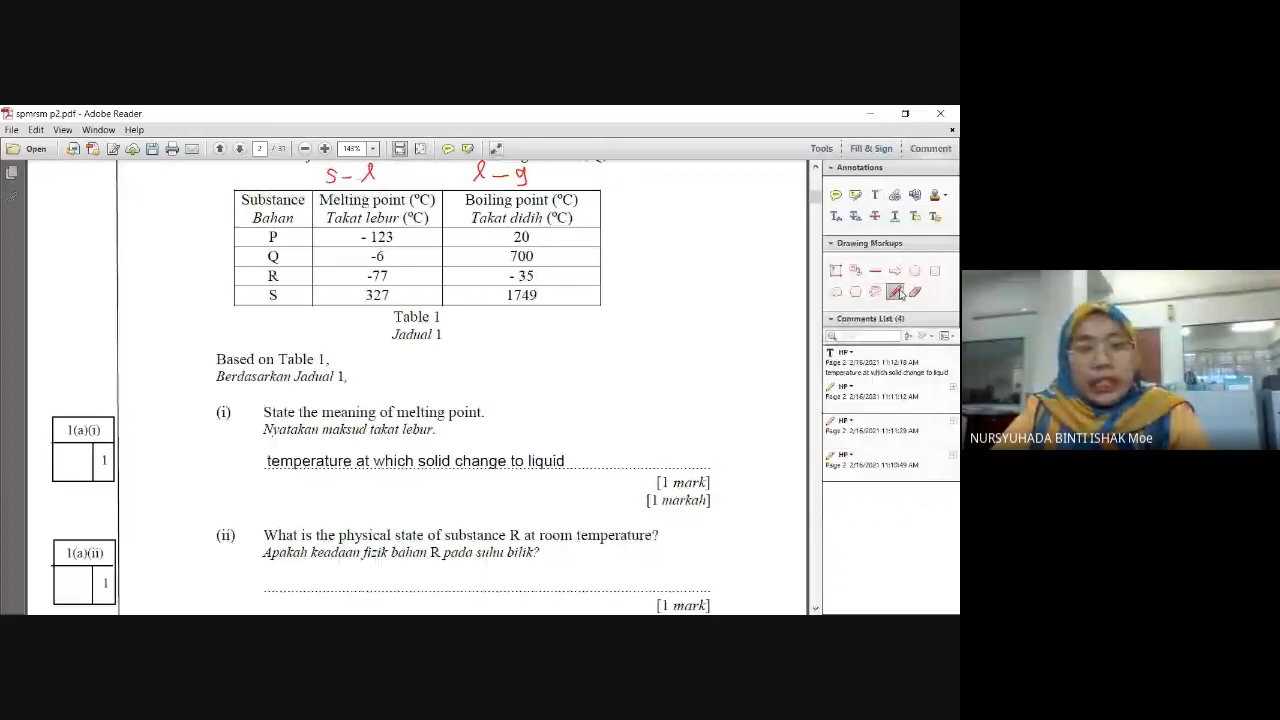 spmrsm p2.pdf - Adobe Reader
File Edit View Window Help
Open 2 / 143% Tools Fill & Sign Comment
Annotations
s - l l - g
Substance Melting point (°C) Boiling point (°C)
Bahan Takat lebur (°C) Takat didih (°C)
P - 123 20
Q -6 700
R -77 - 35
S 327 1749
Table 1
Jadual 1
Based on Table 1,
Berdasarkan Jadual 1,
1(a)(i)
1
(i) State the meaning of melting point.
Nyatakan maksud takat lebur.
temperature at which solid change to liquid
[1 mark]
[1 markah]
1(a)(ii)
1
(ii) What is the physical state of substance R at room temperature?
Apakah keadaan fizik bahan R pada suhu bilik?
[1 mark]
Drawing Markups
Comments List (4)
HP
Page 2 2/16/2021 11:12:18 AM
temperature at which solid change to liquid
HP
Page 2 2/16/2021 11:11:12 AM
HP
Page 2 2/16/2021 11:11:29 AM
HP
Page 2 2/16/2021 11:10:49 AM
NURSYUHADA BINTI ISHAK Moe